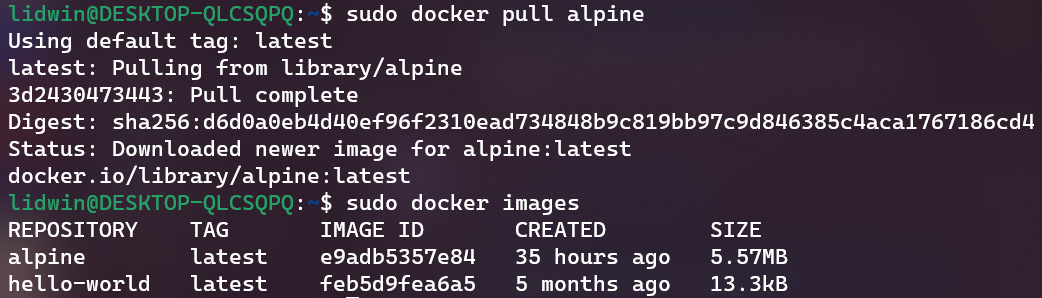 lidwin@DESKTOP-QLCSQPQ:~$ sudo docker pull alpine
Using default tag: latest
latest: Pulling from library/alpine
3d2430473443: Pull complete
Digest: sha256:d6d0a0eb4d40ef96f2310ead734848b9c819bb97c9d846385c4aca1767186cd4
Status: Downloaded newer image for alpine:latest
docker.io/library/alpine:latest
lidwin@DESKTOP-QLCSQPQ:~$ sudo docker images
REPOSITORY    TAG       IMAGE ID       CREATED        SIZE
alpine        latest    e9adb5357e84   35 hours ago   5.57MB
hello-world   latest    feb5d9fea6a5   5 months ago   13.3kB